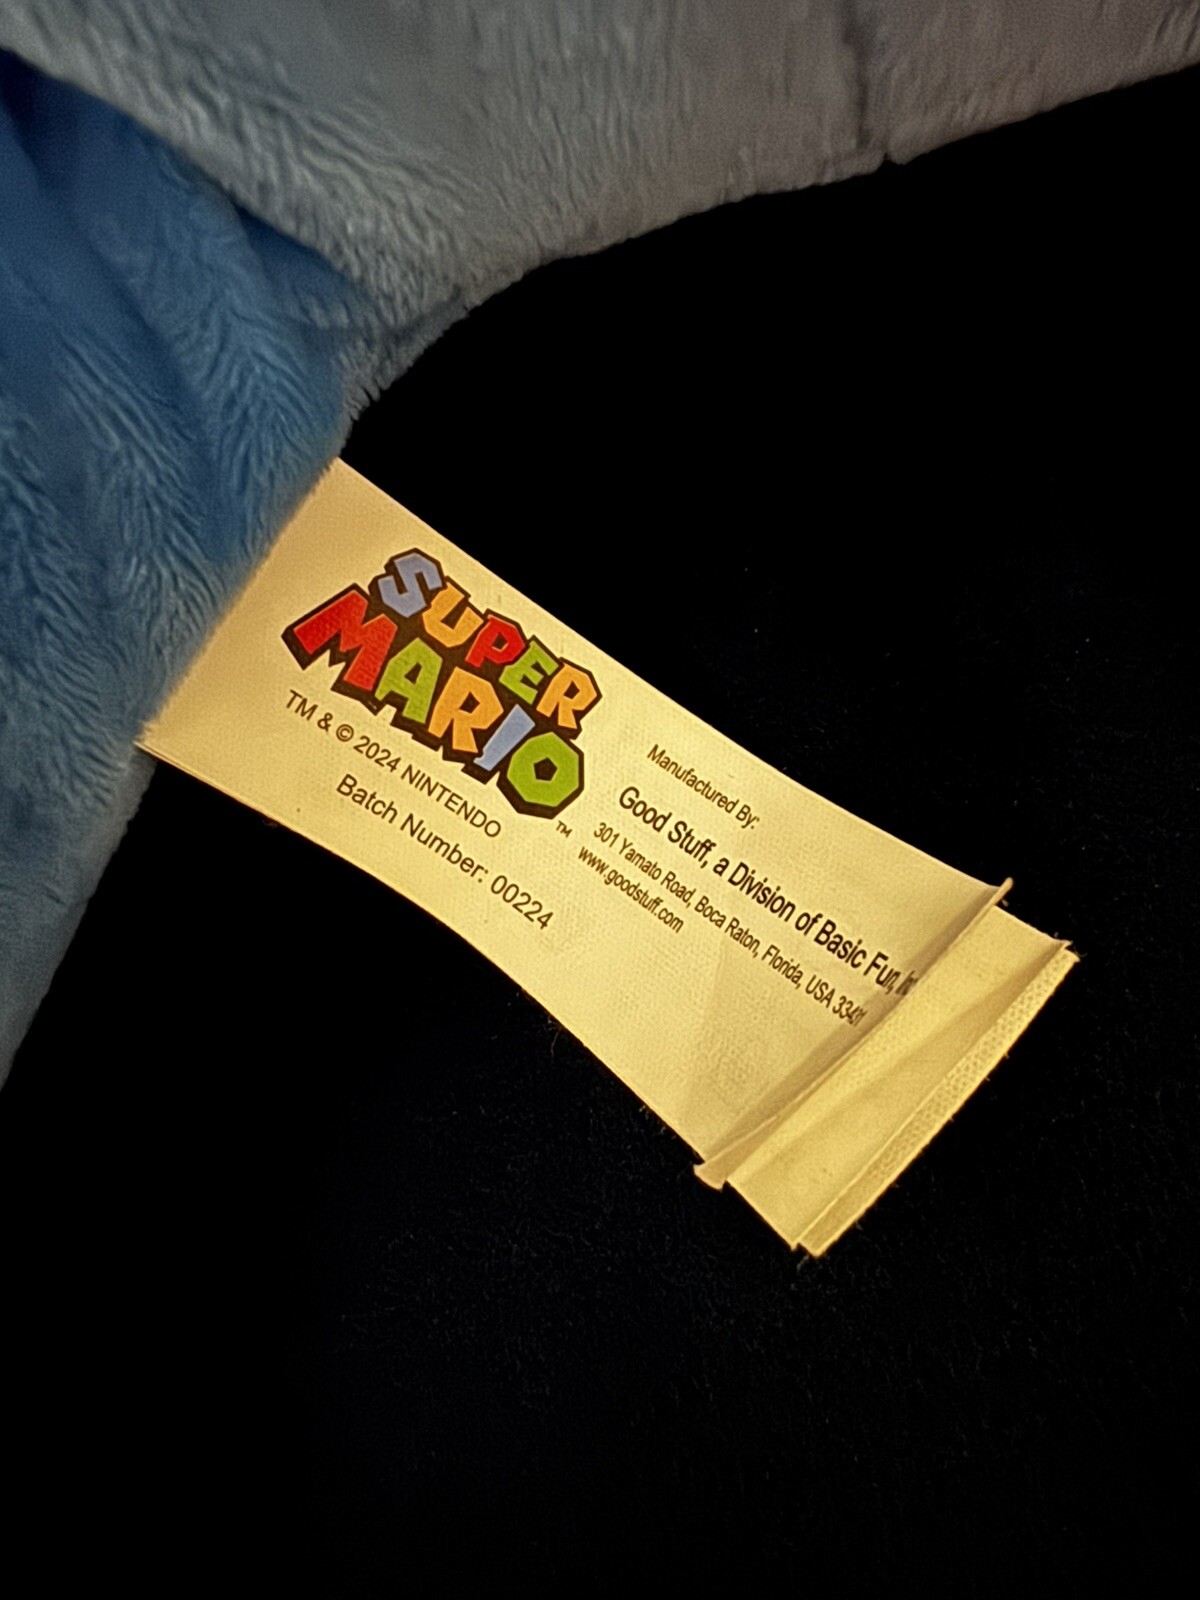 SUPER
MARIO
TM
TM & © 2024 NINTENDO
Batch Number: 00224
Manufactured By:
Good Stuff, a Division of Basic Fun,
301 Yamato Road, Boca Raton, Florida, USA
www.goodstuff.com